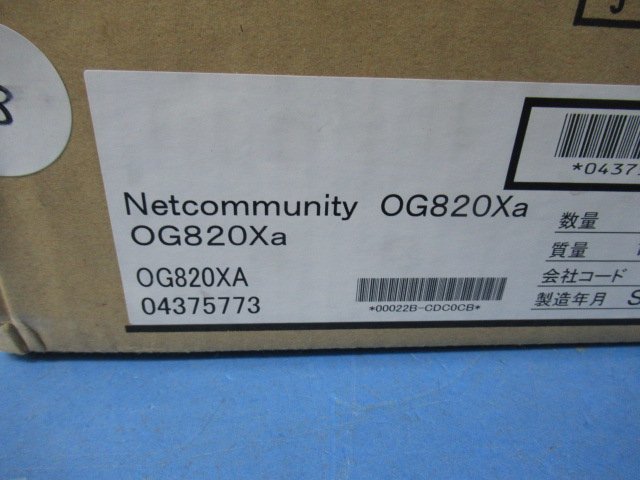 Netcommunity OG820Xa
OG820Xa
OG820XA
04375773
*00022B-CDC0CB*
数量
質量
会社コード
製造年月